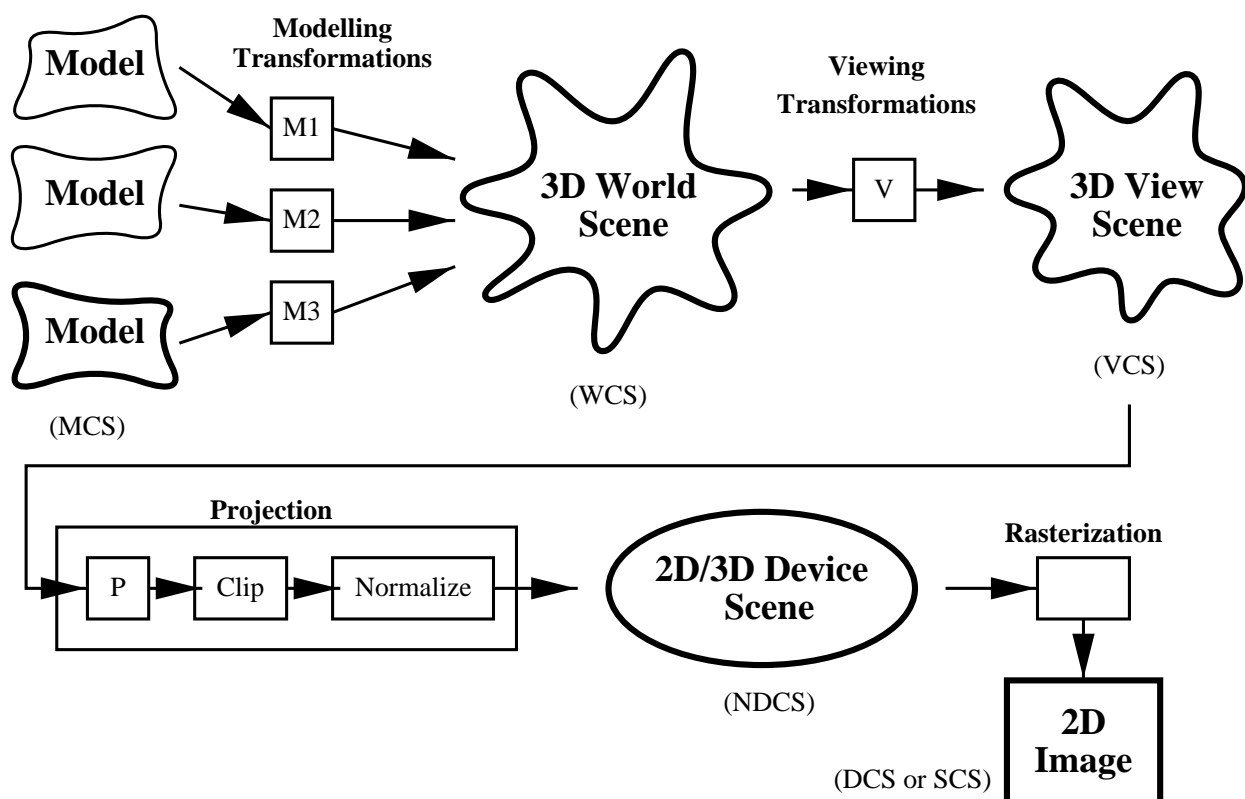 Model
Modelling
Transformations
M1
Model
M2
Model
M3
(MCS)
3D World
Scene
(WCS)
Viewing
Transformations
V
3D View
Scene
(VCS)
Projection
P
Clip
Normalize
2D/3D Device
Scene
(NDCS)
Rasterization
2D
Image
(DCS or SCS)